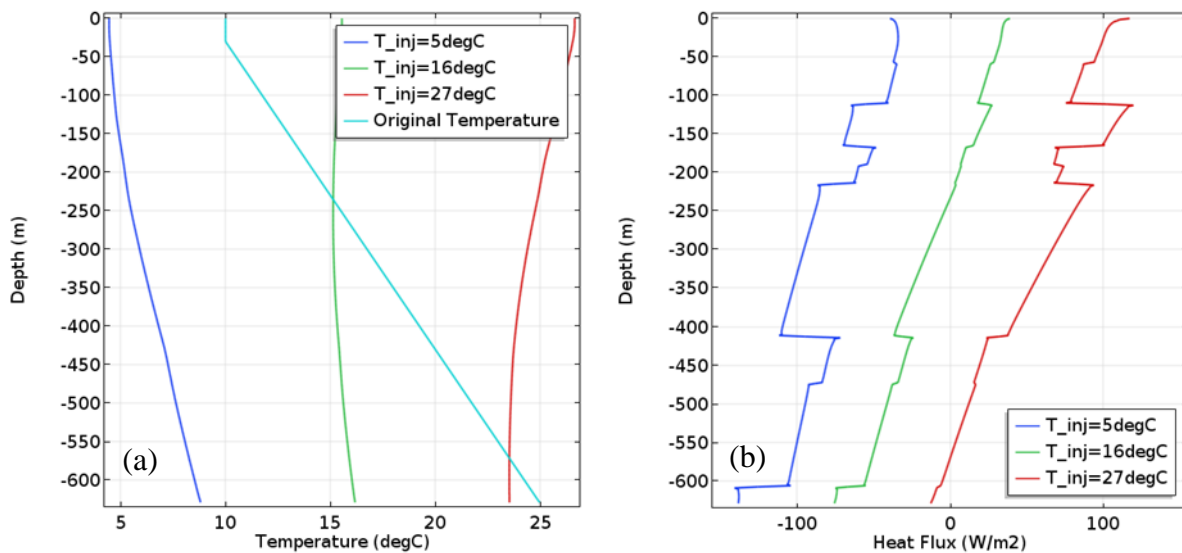 0
-50
-100
-150
-200
-250
-300
-350
-400
-450
-500
-550
-600
Depth (m)
T_inj=5degC
T_inj=16degC
T_inj=27degC
Original Temperature
(a)
5
10
15
20
25
Temperature (degC)
0
-50
-100
-150
-200
-250
-300
-350
-400
-450
-500
-550
-600
Depth (m)
(b)
T_inj=5degC
T_inj=16degC
T_inj=27degC
-100
0
100
Heat Flux (W/m2)